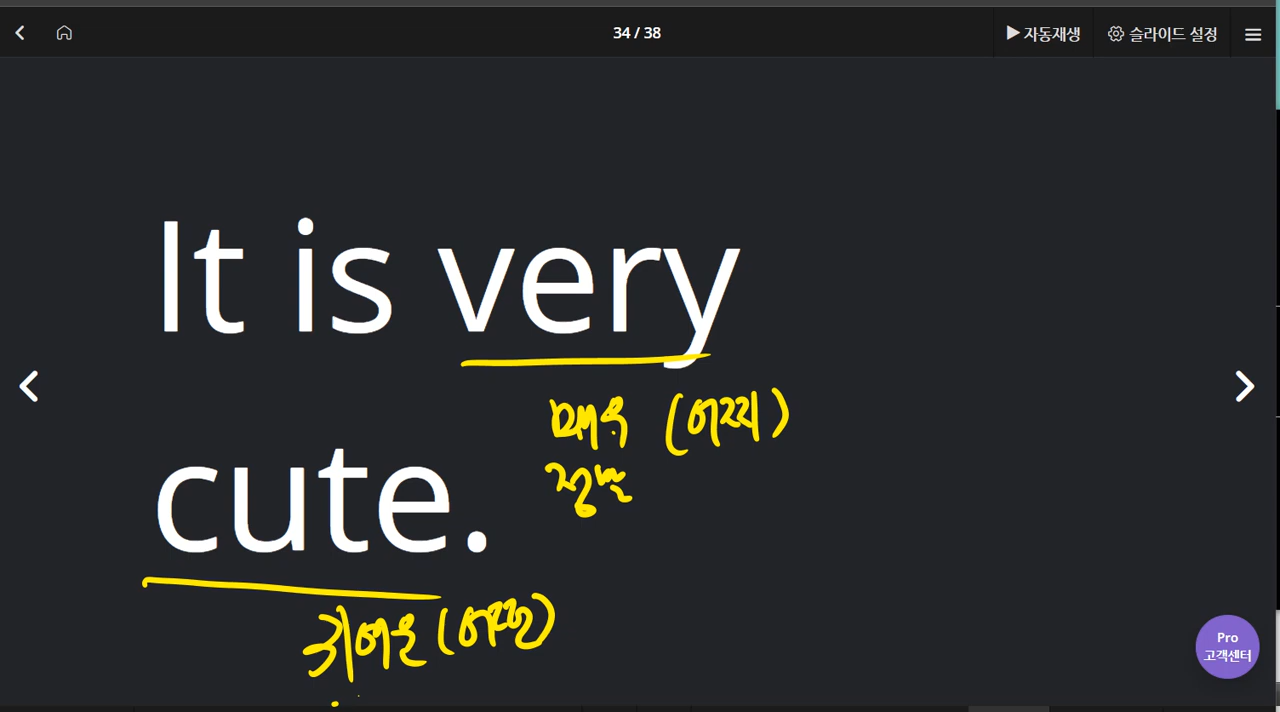 34 / 38
▶ 자동재생
슬라이드 설정
It is very
매우 (어찌)
정말
cute.
귀여운 (어떤)
Pro
고객센터